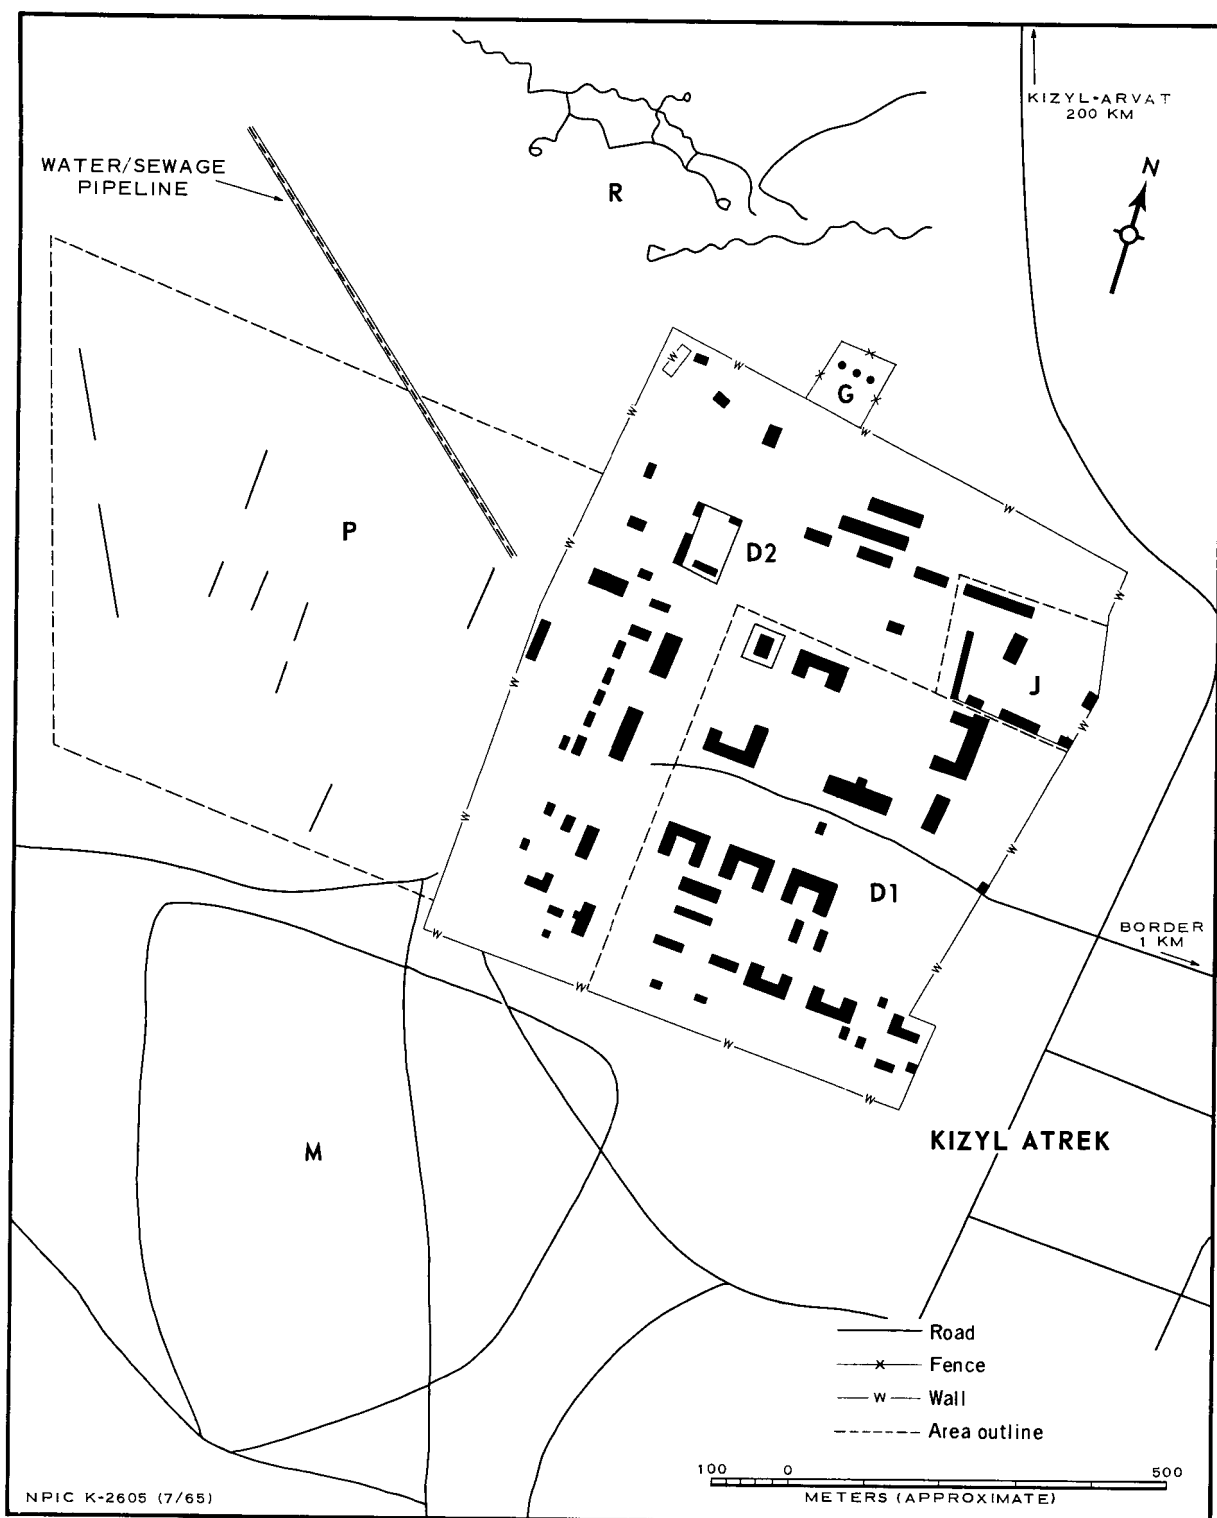 KIZYL-ARVAT
200 KM
N
WATER/SEWAGE
PIPELINE
R
W
W
G
W
W
W
P
D2
W
W
W
J
W
W
W
D1
BORDER
1 KM
W
W
W
W
W
KIZYL ATREK
M
Road
Fence
W Wall
Area outline
100 0 500
METERS (APPROXIMATE)
NPIC K-2605 (7/65)